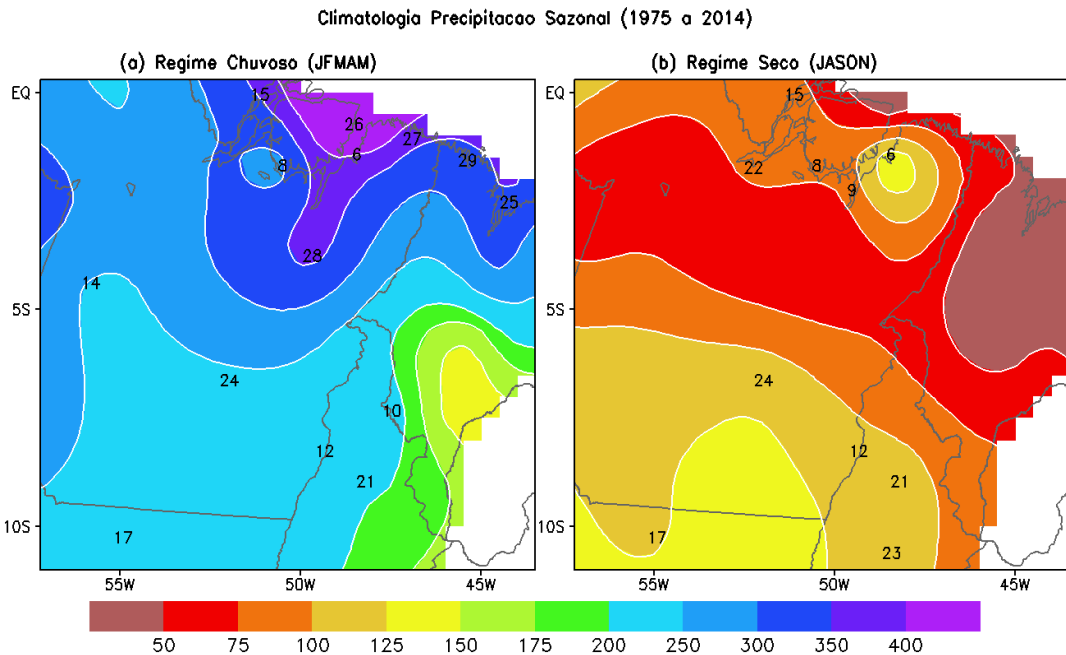 Climatologia Precipitacao Sazonal (1975 a 2014)
(a) Regime Chuvoso (JFMAM)
(b) Regime Seco (JASON)
EQ
5S
10S
15
26
27
6
8
29
25
28
14
24
10
12
21
17
55W
50W
45W
EQ
5S
10S
15
6
22
8
9
24
12
21
17
23
55W
50W
45W
50 75 100 125 150 175 200 250 300 350 400